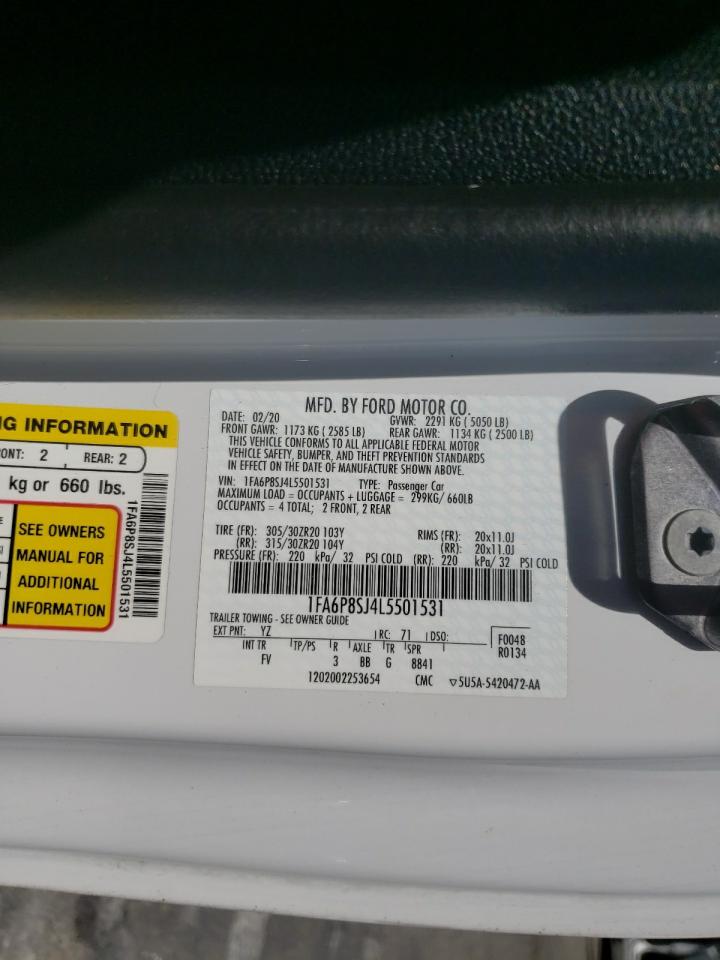 NG INFORMATION
ONT: 2 REAR: 2
kg or 660 lbs.
SEE OWNERS
MANUAL FOR
ADDITIONAL
INFORMATION
1FA6P8SJ4L5501531
MFD. BY FORD MOTOR CO.
DATE: 02/20 GVWR: 2291 KG ( 5050 LB)
FRONT GAWR: 1173 KG ( 2585 LB) REAR GAWR: 1134 KG ( 2500 LB)
THIS VEHICLE CONFORMS TO ALL APPLICABLE FEDERAL MOTOR
VEHICLE SAFETY, BUMPER, AND THEFT PREVENTION STANDARDS
IN EFFECT ON THE DATE OF MANUFACTURE SHOWN ABOVE.
VIN: 1FA6P8SJ4L5501531 TYPE: Passenger Car
MAXIMUM LOAD = OCCUPANTS + LUGGAGE = 299KG/ 660LB
OCCUPANTS = 4 TOTAL; 2 FRONT, 2 REAR
TIRE (FR): 305/30ZR20 103Y RIMS (FR): 20x11.0J
(RR): 315/30ZR20 104Y (RR): 20x11.0J
PRESSURE (FR): 220 kPa/ 32 PSI COLD (RR): 220 kPa/ 32 PSI COLD
1FA6P8SJ4L5501531
TRAILER TOWING - SEE OWNER GUIDE
EXT PNT: YZ RC: 71 DSO: F0048
INT TR TP/PS R AXLE TR SPR R0134
FV 3 BB G 8841
1202002253654 CMC ▽5U5A-5420472-AA